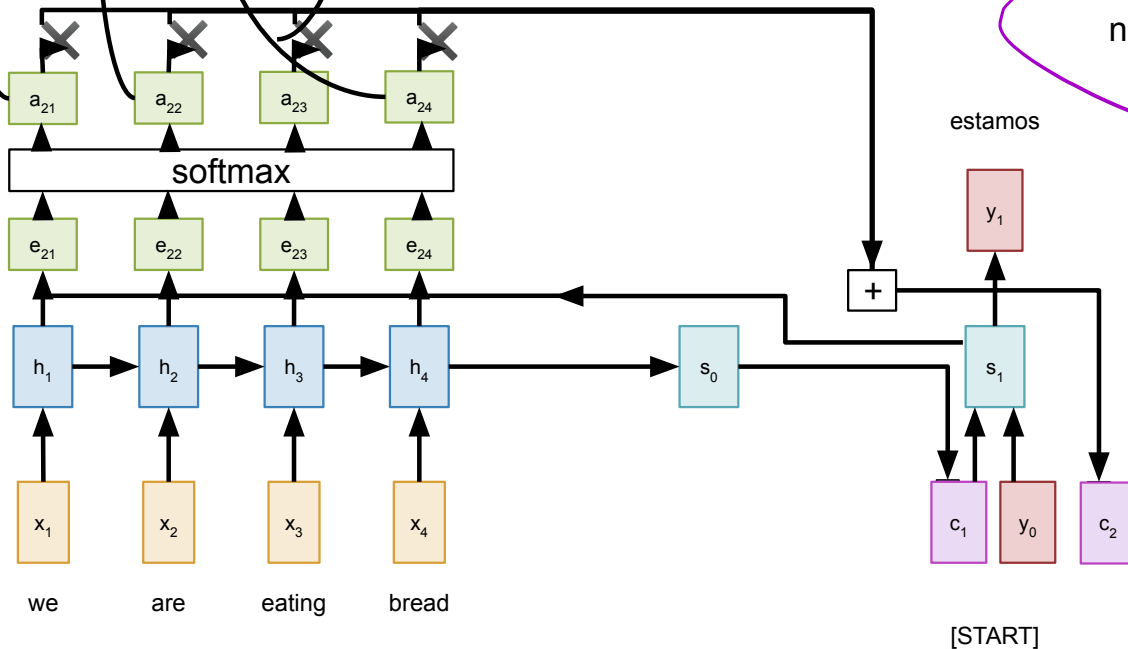 n
a21 a22 a23 a24
estamos
softmax
y1
e21 e22 e23 e24
+
h1 h2 h3 h4 s0 s1
x1 x2 x3 x4 c1 y0 c2
we are eating bread
[START]